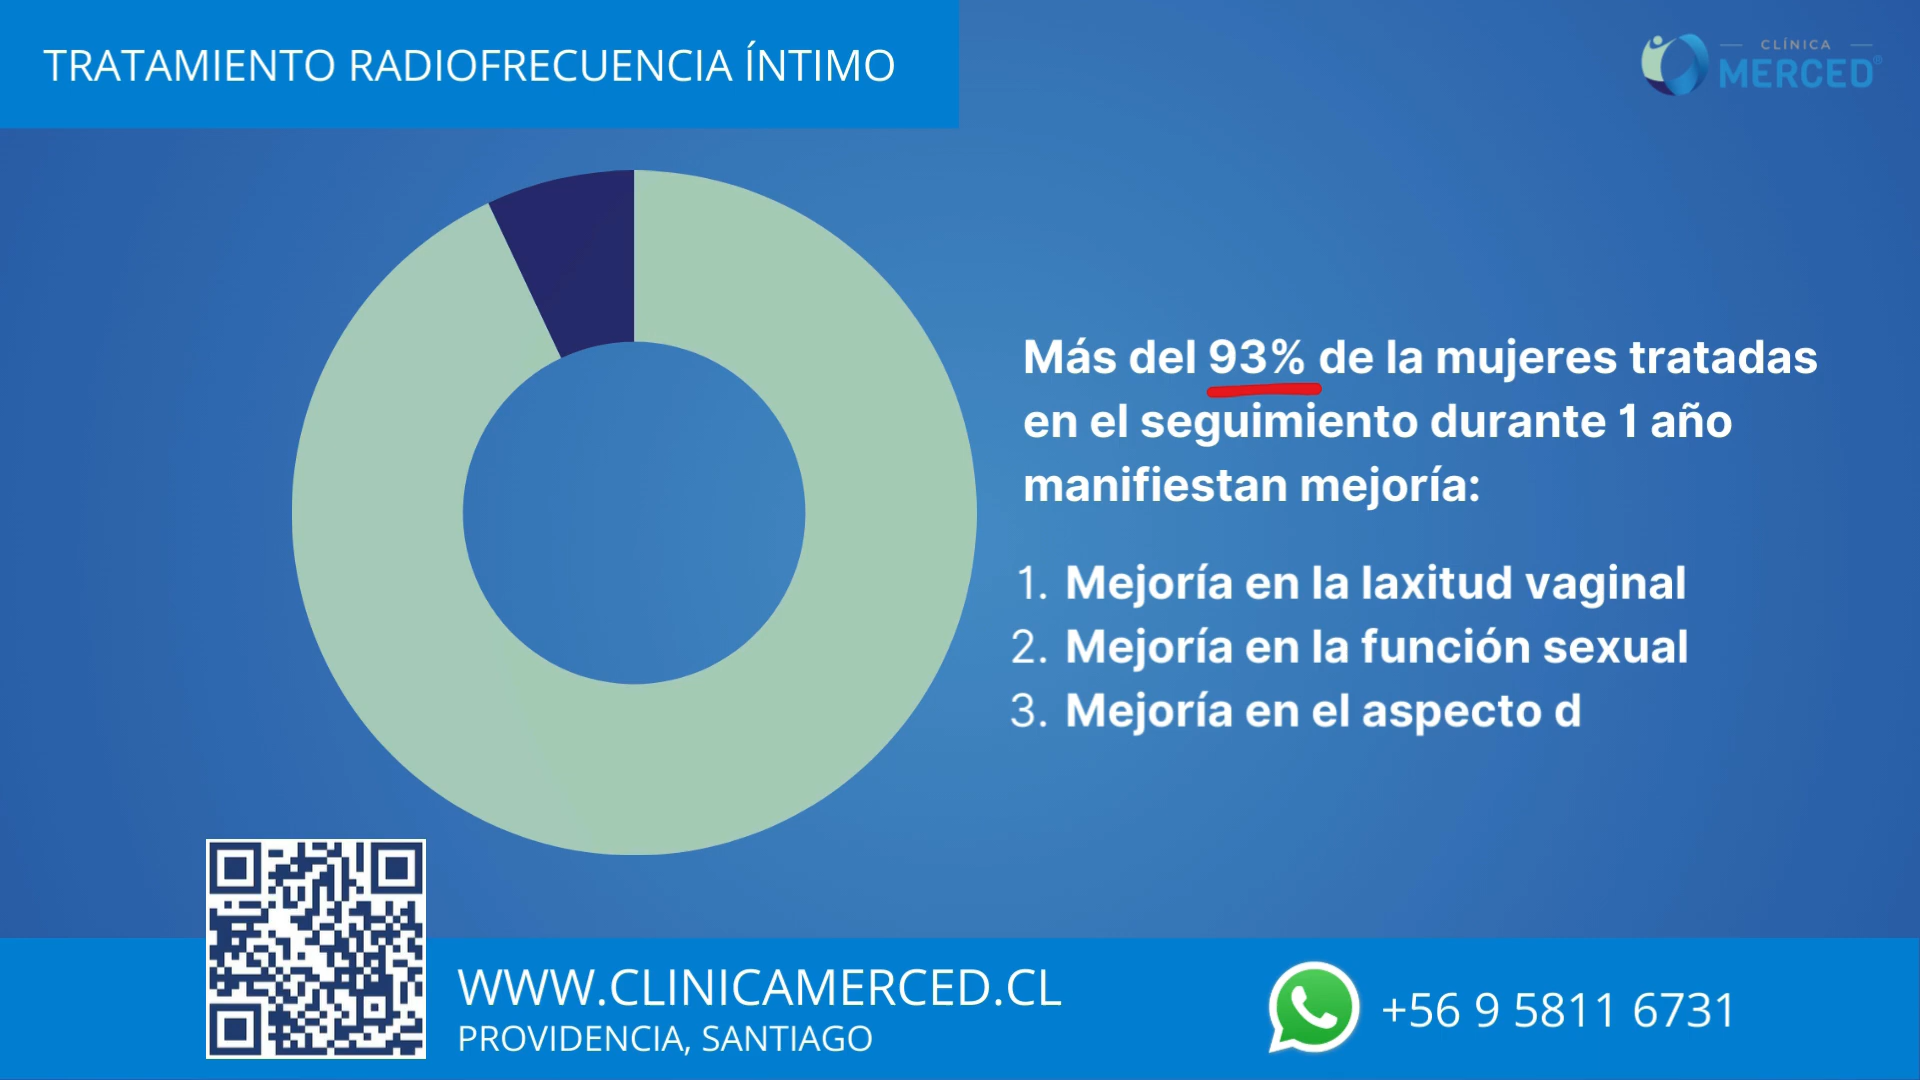 TRATAMIENTO RADIOFRECUENCIA ÍNTIMO
CLÍNICA
MERCED®
Más del 93% de la mujeres tratadas
en el seguimiento durante 1 año
manifiestan mejoría:
1. Mejoría en la laxitud vaginal
2. Mejoría en la función sexual
3. Mejoría en el aspecto d
WWW.CLINICAMERCED.CL
PROVIDENCIA, SANTIAGO
+56 9 5811 6731